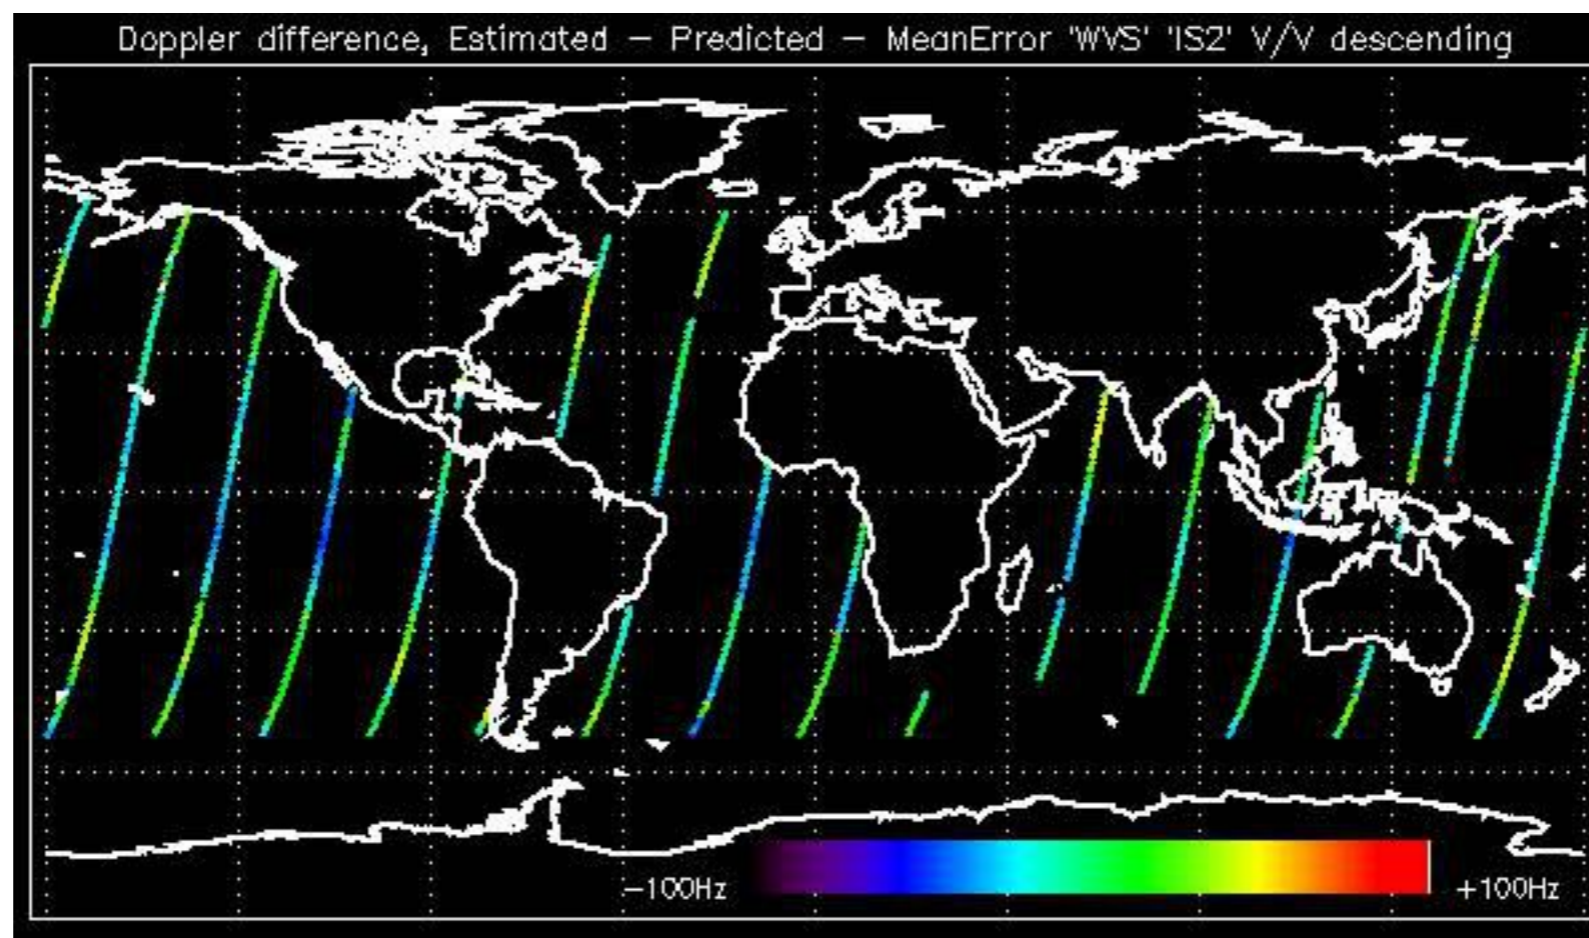 Doppler difference, Estimated – Predicted – MeanError 'WVS' 'IS2' V/V descending
–100Hz +100Hz